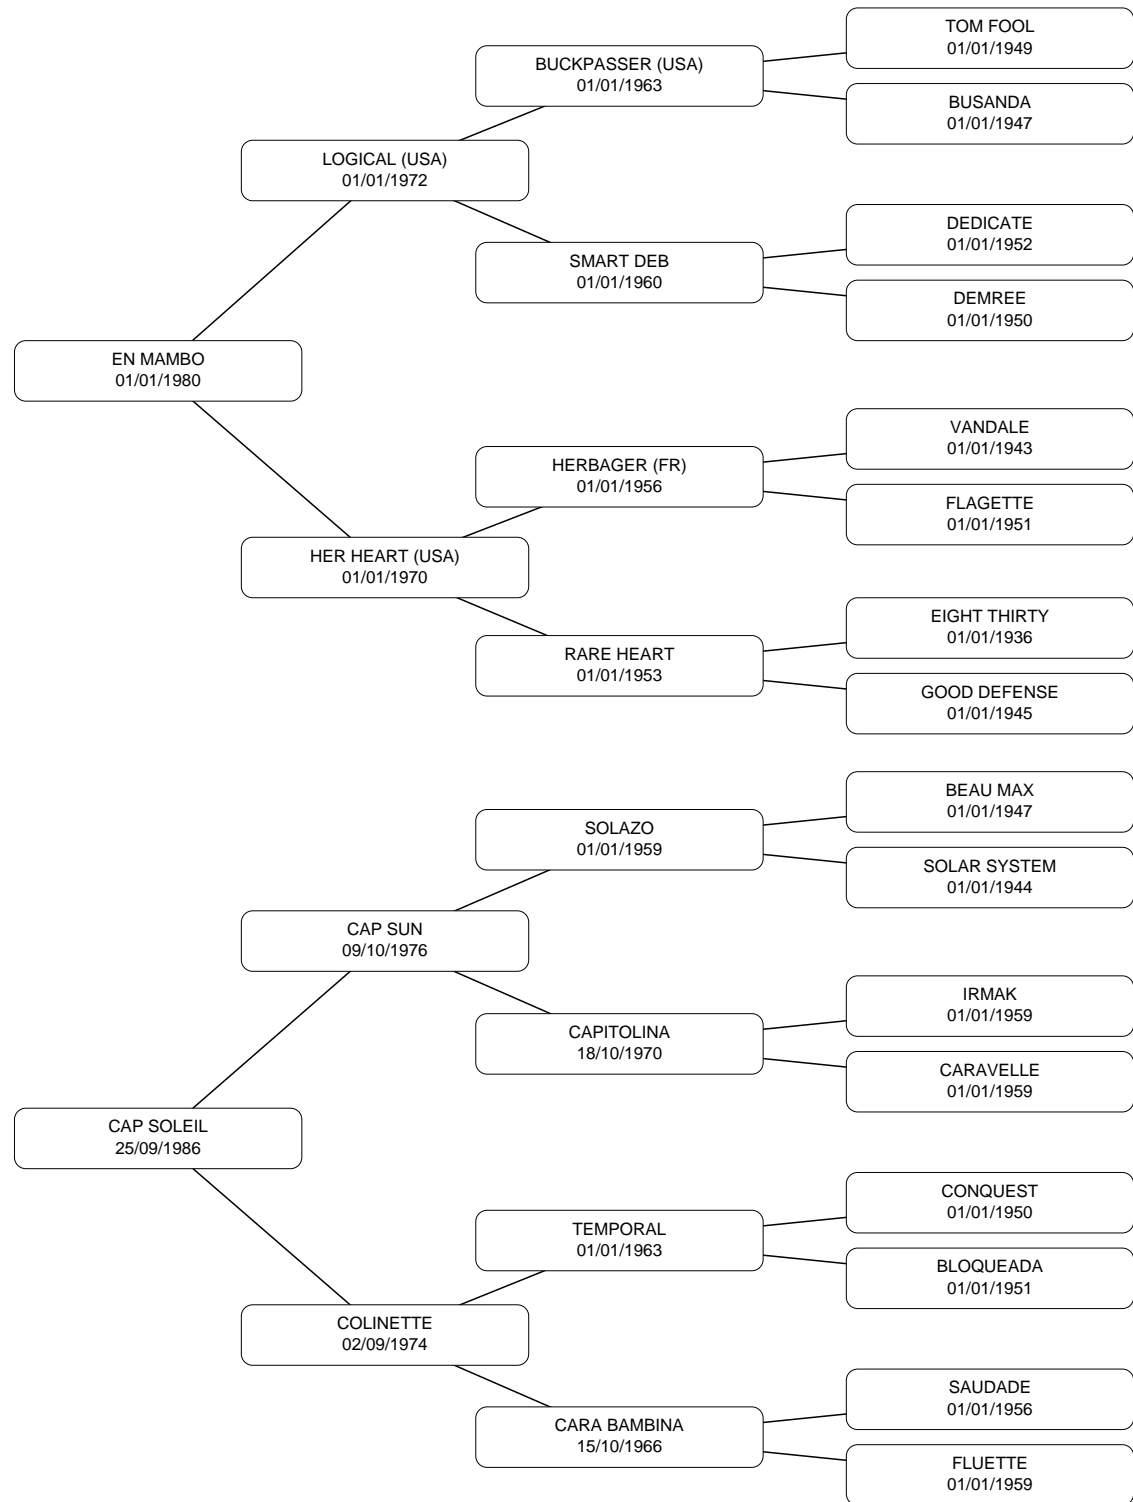 TOM FOOL
01/01/1949
BUCKPASSER (USA)
01/01/1963
BUSANDA
01/01/1947
LOGICAL (USA)
01/01/1972
DEDICATE
01/01/1952
SMART DEB
01/01/1960
DEMREE
01/01/1950
EN MAMBO
01/01/1980
VANDALE
01/01/1943
HERBAGER (FR)
01/01/1956
FLAGETTE
01/01/1951
HER HEART (USA)
01/01/1970
EIGHT THIRTY
01/01/1936
RARE HEART
01/01/1953
GOOD DEFENSE
01/01/1945
BEAU MAX
01/01/1947
SOLAZO
01/01/1959
SOLAR SYSTEM
01/01/1944
CAP SUN
09/10/1976
IRMAK
01/01/1959
CAPITOLINA
18/10/1970
CARAVELLE
01/01/1959
CAP SOLEIL
25/09/1986
CONQUEST
01/01/1950
TEMPORAL
01/01/1963
BLOQUEADA
01/01/1951
COLINETTE
02/09/1974
SAUDADE
01/01/1956
CARA BAMBINA
15/10/1966
FLUETTE
01/01/1959